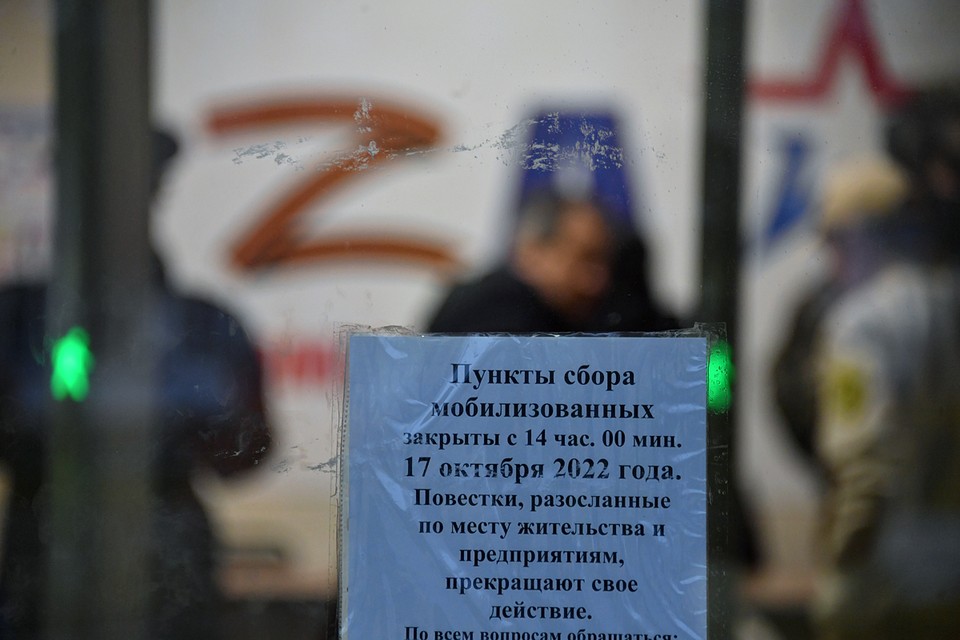 Z
Пункты сбора
мобилизованных
закрыты с 14 час. 00 мин.
17 октября 2022 года.
Повестки, разосланные
по месту жительства и
предприятиям,
прекращают свое
действие.
По всем вопросам обращаться: